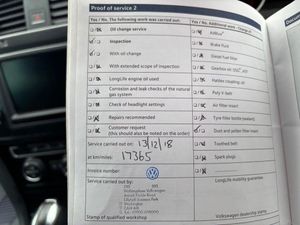 Proof of service 2
Yes / No The following work was carried out:
Yes / No Additional work
Oil change service
Inspection
Brake fluid
With oil change
Diesel fuel filter
With extended scope of inspection
LongLife engine oil used
Haldex coupling oil
Corrosion and leak checks of the natural gas system
Poly V-belt
Check of headlight settings
Air filter insert
Repairs recommended
Tyre filler bottle (sealant)
Customer request
(this should also be noted on the order)
Dust and pollen filter insert
Service carried out on: 13/12/18
Toothed belt
at km/miles: 17365
Spark plugs
Invoice number:
Service carried out by:
LongLife mobility guarantee
Stamp of qualified workshop
Volkswagen dealership stamp